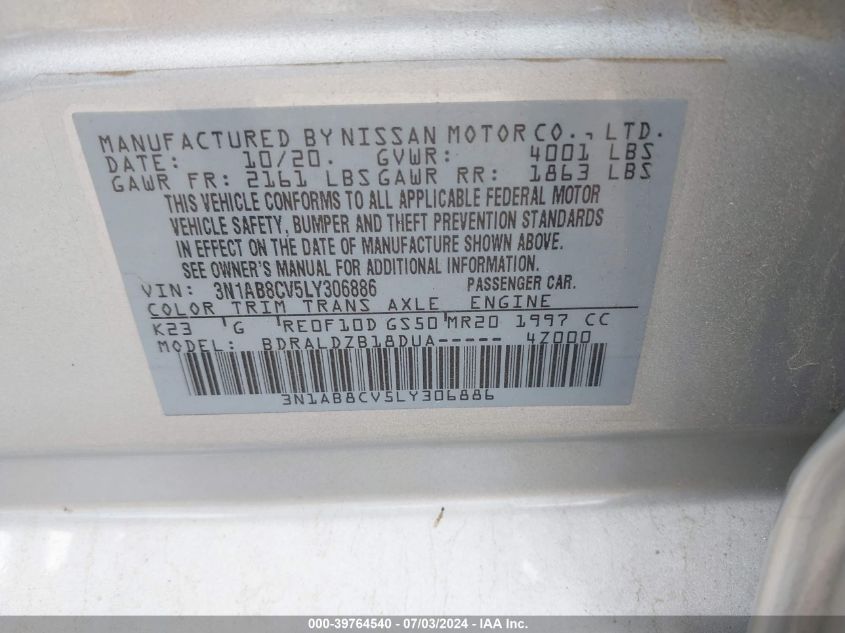 MANUFACTURED BY NISSAN MOTOR CO., LTD.
DATE: 10/20. GVWR: 4001 LBS
GAWR FR: 2161 LBS GAWR RR: 1863 LBS
THIS VEHICLE CONFORMS TO ALL APPLICABLE FEDERAL MOTOR
VEHICLE SAFETY, BUMPER AND THEFT PREVENTION STANDARDS
IN EFFECT ON THE DATE OF MANUFACTURE SHOWN ABOVE.
SEE OWNER'S MANUAL FOR ADDITIONAL INFORMATION.
VIN: 3N1AB8CV5LY306886 PASSENGER CAR.
COLOR TRIM TRANS AXLE ENGINE
K23 G RE0F10D GS50 MR20 1997 CC
MODEL: BDRALDZB18DUA----- 4Z000
3N1AB8CV5LY306886
000-39764540 - 07/03/2024 - IAA Inc.